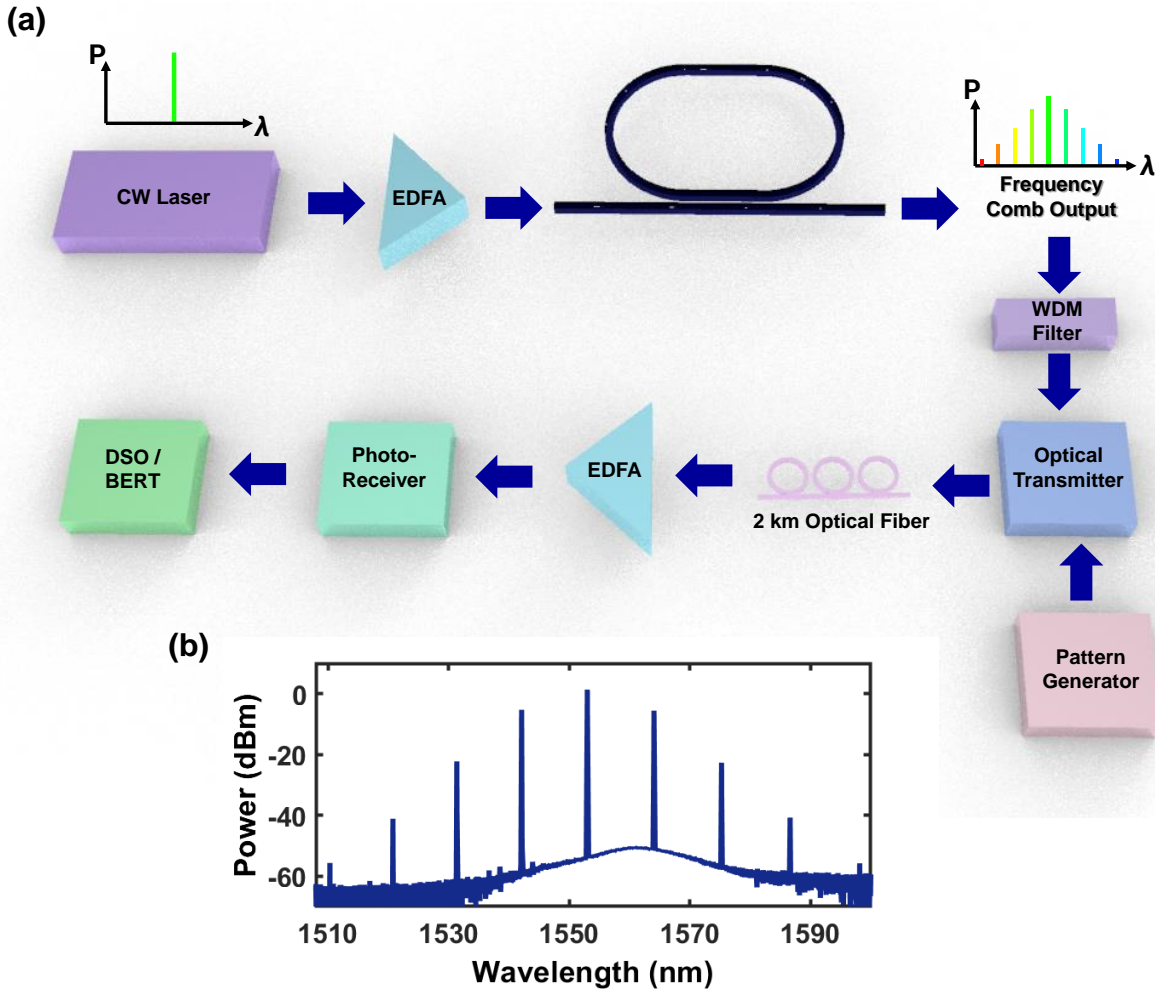 (a)
P
λ
CW Laser
EDFA
P
λ
Frequency
Comb Output
WDM
Filter
DSO /
BERT
Photo-
Receiver
EDFA
2 km Optical Fiber
Optical
Transmitter
Pattern
Generator
(b)
Power (dBm)
0
-20
-40
-60
1510
1530
1550
1570
1590
Wavelength (nm)